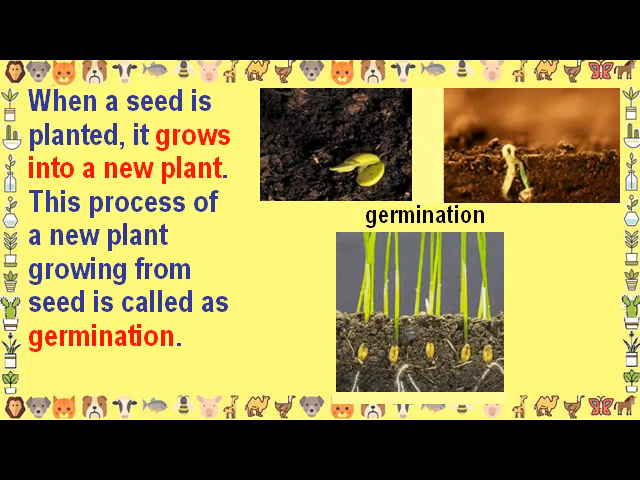 When a seed is
planted, it grows
into a new plant.
This process of
a new plant
growing from
seed is called as
germination.
germination